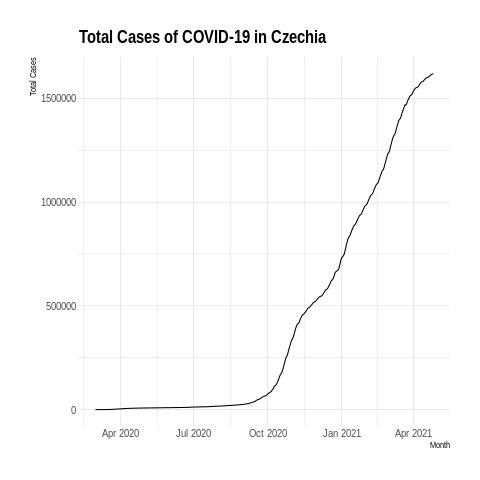 Total Cases of COVID-19 in Czechia
Total Cases
1500000
1000000
500000
0
Apr 2020 Jul 2020 Oct 2020 Jan 2021 Apr 2021
Month